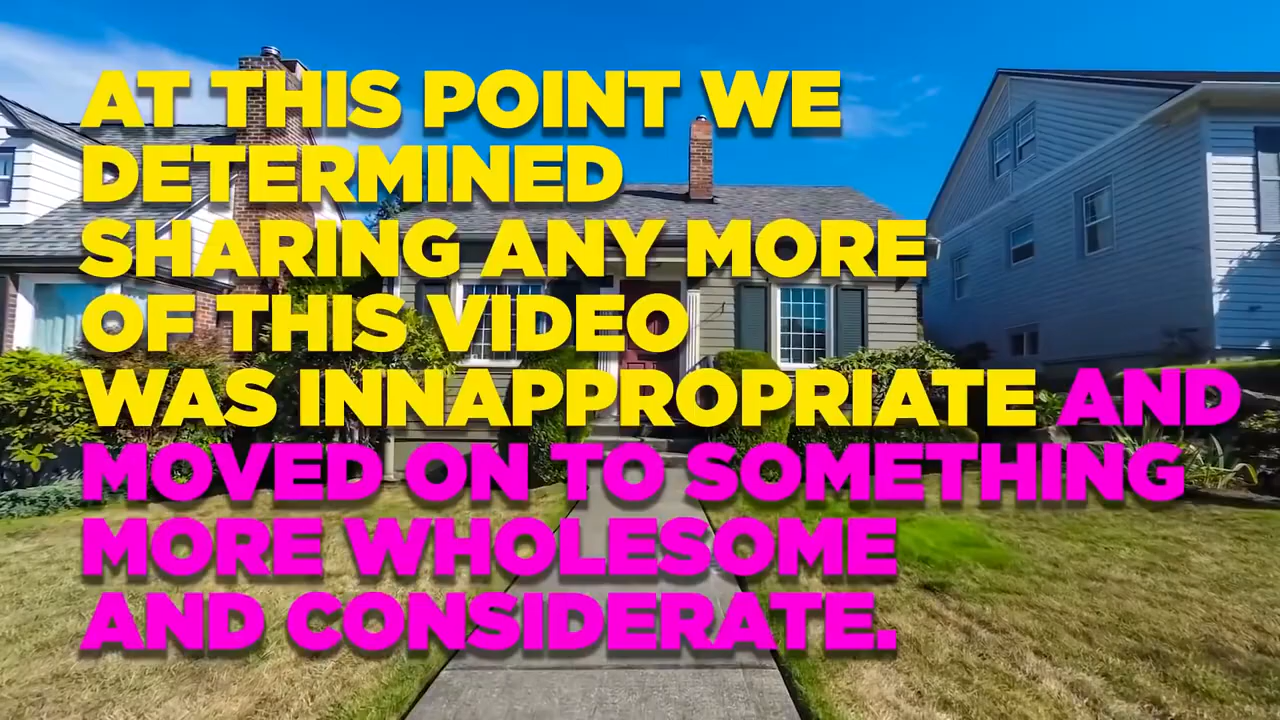 AT THIS POINT WE
DETERMINED
SHARING ANY MORE
OF THIS VIDEO
WAS INNAPPROPRIATE AND
MOVED ON TO SOMETHING
MORE WHOLESOME
AND CONSIDERATE.